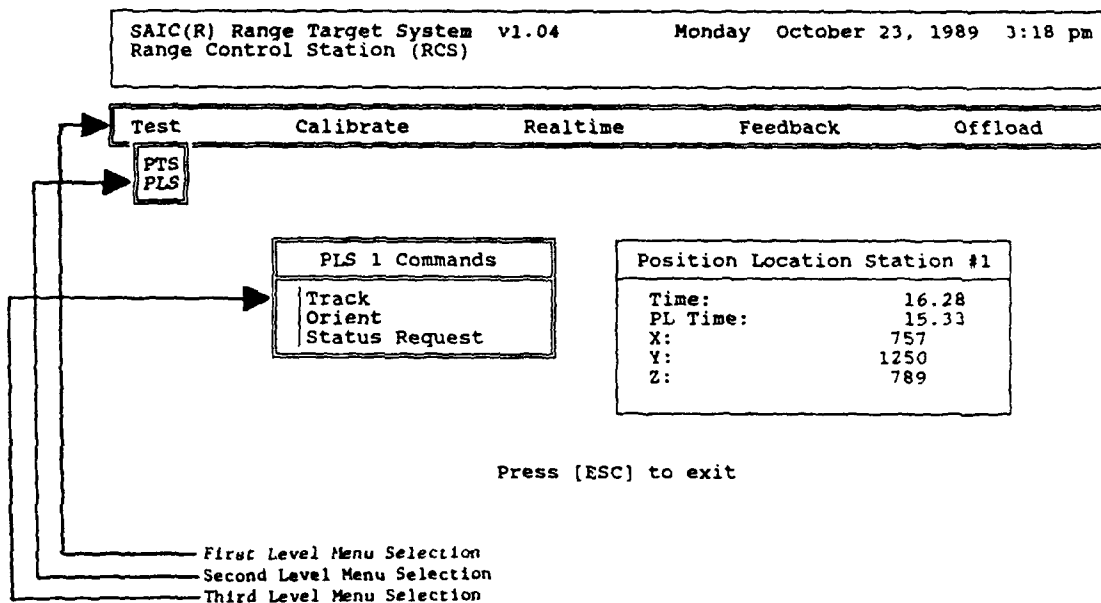 SAIC(R) Range Target System v1.04 Monday October 23, 1989 3:18 pm
Range Control Station (RCS)
Test Calibrate Realtime Feedback Offload
PTS
PLS
PLS 1 Commands
Track
Orient
Status Request
Position Location Station #1
Time: 16.28
PL Time: 15.33
X: 757
Y: 1250
Z: 789
Press [ESC] to exit
First Level Menu Selection
Second Level Menu Selection
Third Level Menu Selection